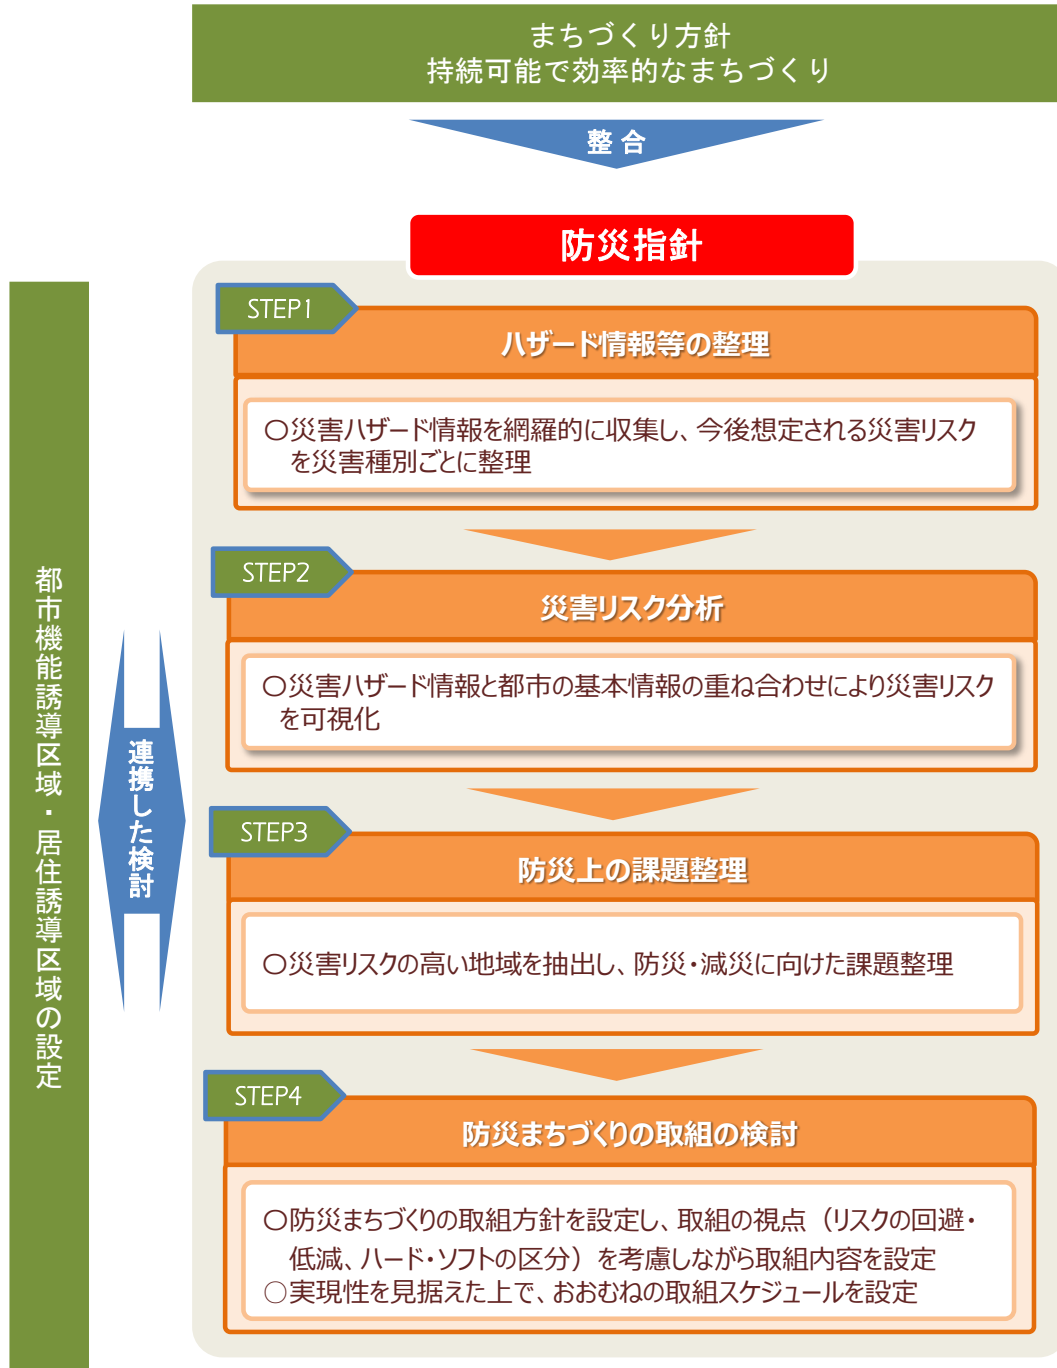 まちづくり方針
持続可能で効率的なまちづくり
整合
防災指針
STEP1
ハザード情報等の整理
○災害ハザード情報を網羅的に収集し、今後想定される災害リスク
を災害種別ごとに整理
STEP2
災害リスク分析
○災害ハザード情報と都市の基本情報の重ね合わせにより災害リスク
を可視化
STEP3
防災上の課題整理
○災害リスクの高い地域を抽出し、防災・減災に向けた課題整理
STEP4
防災まちづくりの取組の検討
○防災まちづくりの取組方針を設定し、取組の視点（リスクの回避・
低減、ハード・ソフトの区分）を考慮しながら取組内容を設定
○実現性を見据えた上で、おおむねの取組スケジュールを設定
連携した検討
都市機能誘導区域・居住誘導区域の設定